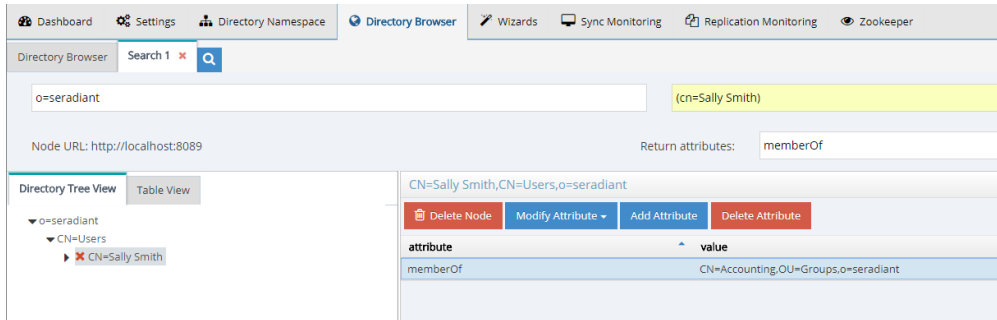 Dashboard Settings Directory Namespace Directory Browser Wizards Sync Monitoring Replication Monitoring Zookeeper
Directory Browser Search 1
o=seradiant (cn=Sally Smith)
Node URL: http://localhost:8089 Return attributes: memberOf
Directory Tree View Table View
o=seradiant
CN=Users
CN=Sally Smith
CN=Sally Smith,CN=Users,o=seradiant
Delete Node Modify Attribute Add Attribute Delete Attribute
attribute value
memberOf CN=Accounting,OU=Groups,o=seradiant